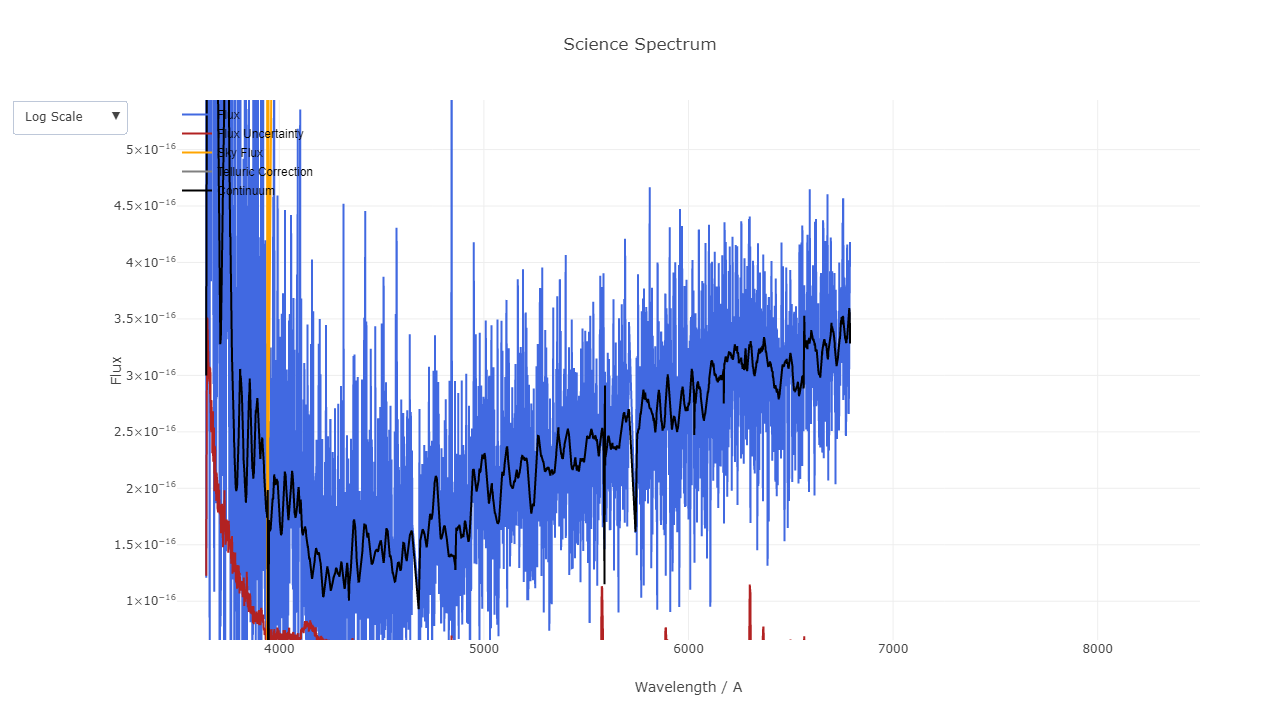 Science Spectrum
Log Scale ▼
Flux
Flux Uncertainty
Sky Flux
Telluric Correction
Continuum
5×10⁻¹⁶
4.5×10⁻¹⁶
4×10⁻¹⁶
3.5×10⁻¹⁶
3×10⁻¹⁶
2.5×10⁻¹⁶
2×10⁻¹⁶
1.5×10⁻¹⁶
1×10⁻¹⁶
Flux
4000 5000 6000 7000 8000
Wavelength / A